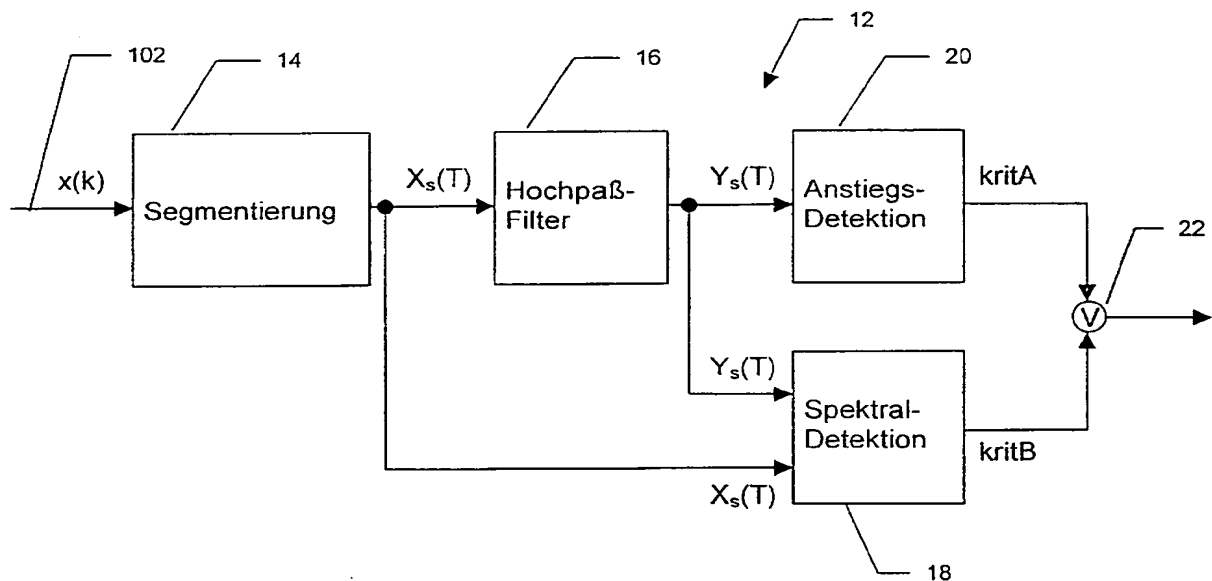 12
102
14
16
20
x(k)
Segmentierung
Xₛ(T)
Hochpaß-
Filter
Yₛ(T)
Anstiegs-
Detektion
kritA
22
V
Yₛ(T)
Spektral-
Detektion
kritB
Xₛ(T)
18